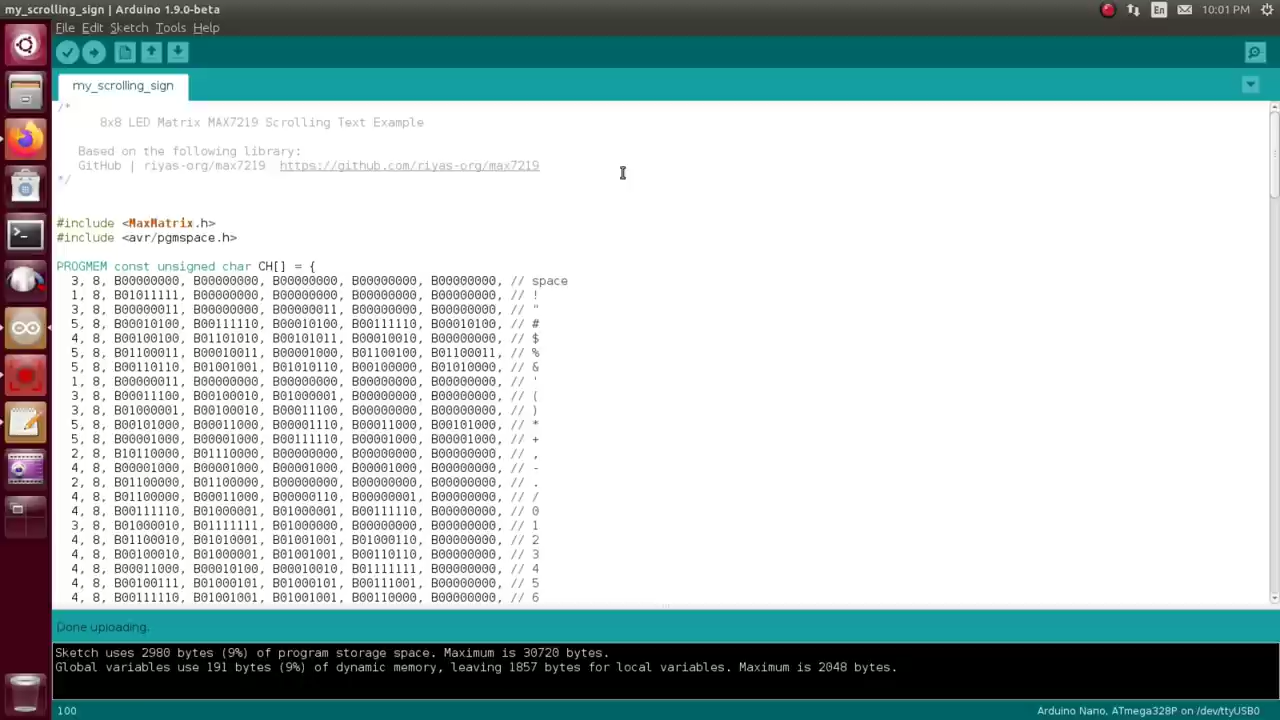 my_scrolling_sign | Arduino 1.9.0-beta
En
10:01 PM
File Edit Sketch Tools Help
my_scrolling_sign
/*
8x8 LED Matrix MAX7219 Scrolling Text Example
Based on the following library:
GitHub | riyas-org/max7219 https://github.com/riyas-org/max7219
*/
#include <MaxMatrix.h>
#include <avr/pgmspace.h>
PROGMEM const unsigned char CH[] = {
3, 8, B00000000, B00000000, B00000000, B00000000, B00000000, // space
1, 8, B01011111, B00000000, B00000000, B00000000, B00000000, // !
3, 8, B00000011, B00000000, B00000011, B00000000, B00000000, // "
5, 8, B00010100, B00111110, B00010100, B00111110, B00010100, // #
4, 8, B00100100, B01101010, B00101011, B00010010, B00000000, // $
5, 8, B01100011, B00010011, B00001000, B01100100, B01100011, // %
5, 8, B00110110, B01001001, B01010110, B00100000, B01010000, // &
1, 8, B00000011, B00000000, B00000000, B00000000, B00000000, // '
3, 8, B00011100, B00100010, B01000001, B00000000, B00000000, // (
3, 8, B01000001, B00100010, B00011100, B00000000, B00000000, // )
5, 8, B00101000, B00011000, B00001110, B00011000, B00101000, // *
5, 8, B00001000, B00001000, B00111110, B00001000, B00001000, // +
2, 8, B10110000, B01110000, B00000000, B00000000, B00000000, // ,
4, 8, B00001000, B00001000, B00001000, B00001000, B00000000, // -
2, 8, B01100000, B01100000, B00000000, B00000000, B00000000, // .
4, 8, B01100000, B00011000, B00000110, B00000001, B00000000, // /
4, 8, B00111110, B01000001, B01000001, B00111110, B00000000, // 0
3, 8, B01000010, B01111111, B01000000, B00000000, B00000000, // 1
4, 8, B01100010, B01010001, B01001001, B01000110, B00000000, // 2
4, 8, B00100010, B01000001, B01001001, B00110110, B00000000, // 3
4, 8, B00011000, B00010100, B00010010, B01111111, B00000000, // 4
4, 8, B00100111, B01000101, B01000101, B00111001, B00000000, // 5
4, 8, B00111110, B01001001, B01001001, B00110000, B00000000, // 6
Done uploading.
Sketch uses 2980 bytes (9%) of program storage space. Maximum is 30720 bytes.
Global variables use 191 bytes (9%) of dynamic memory, leaving 1857 bytes for local variables. Maximum is 2048 bytes.
100
Arduino Nano, ATmega328P on /dev/ttyUSB0